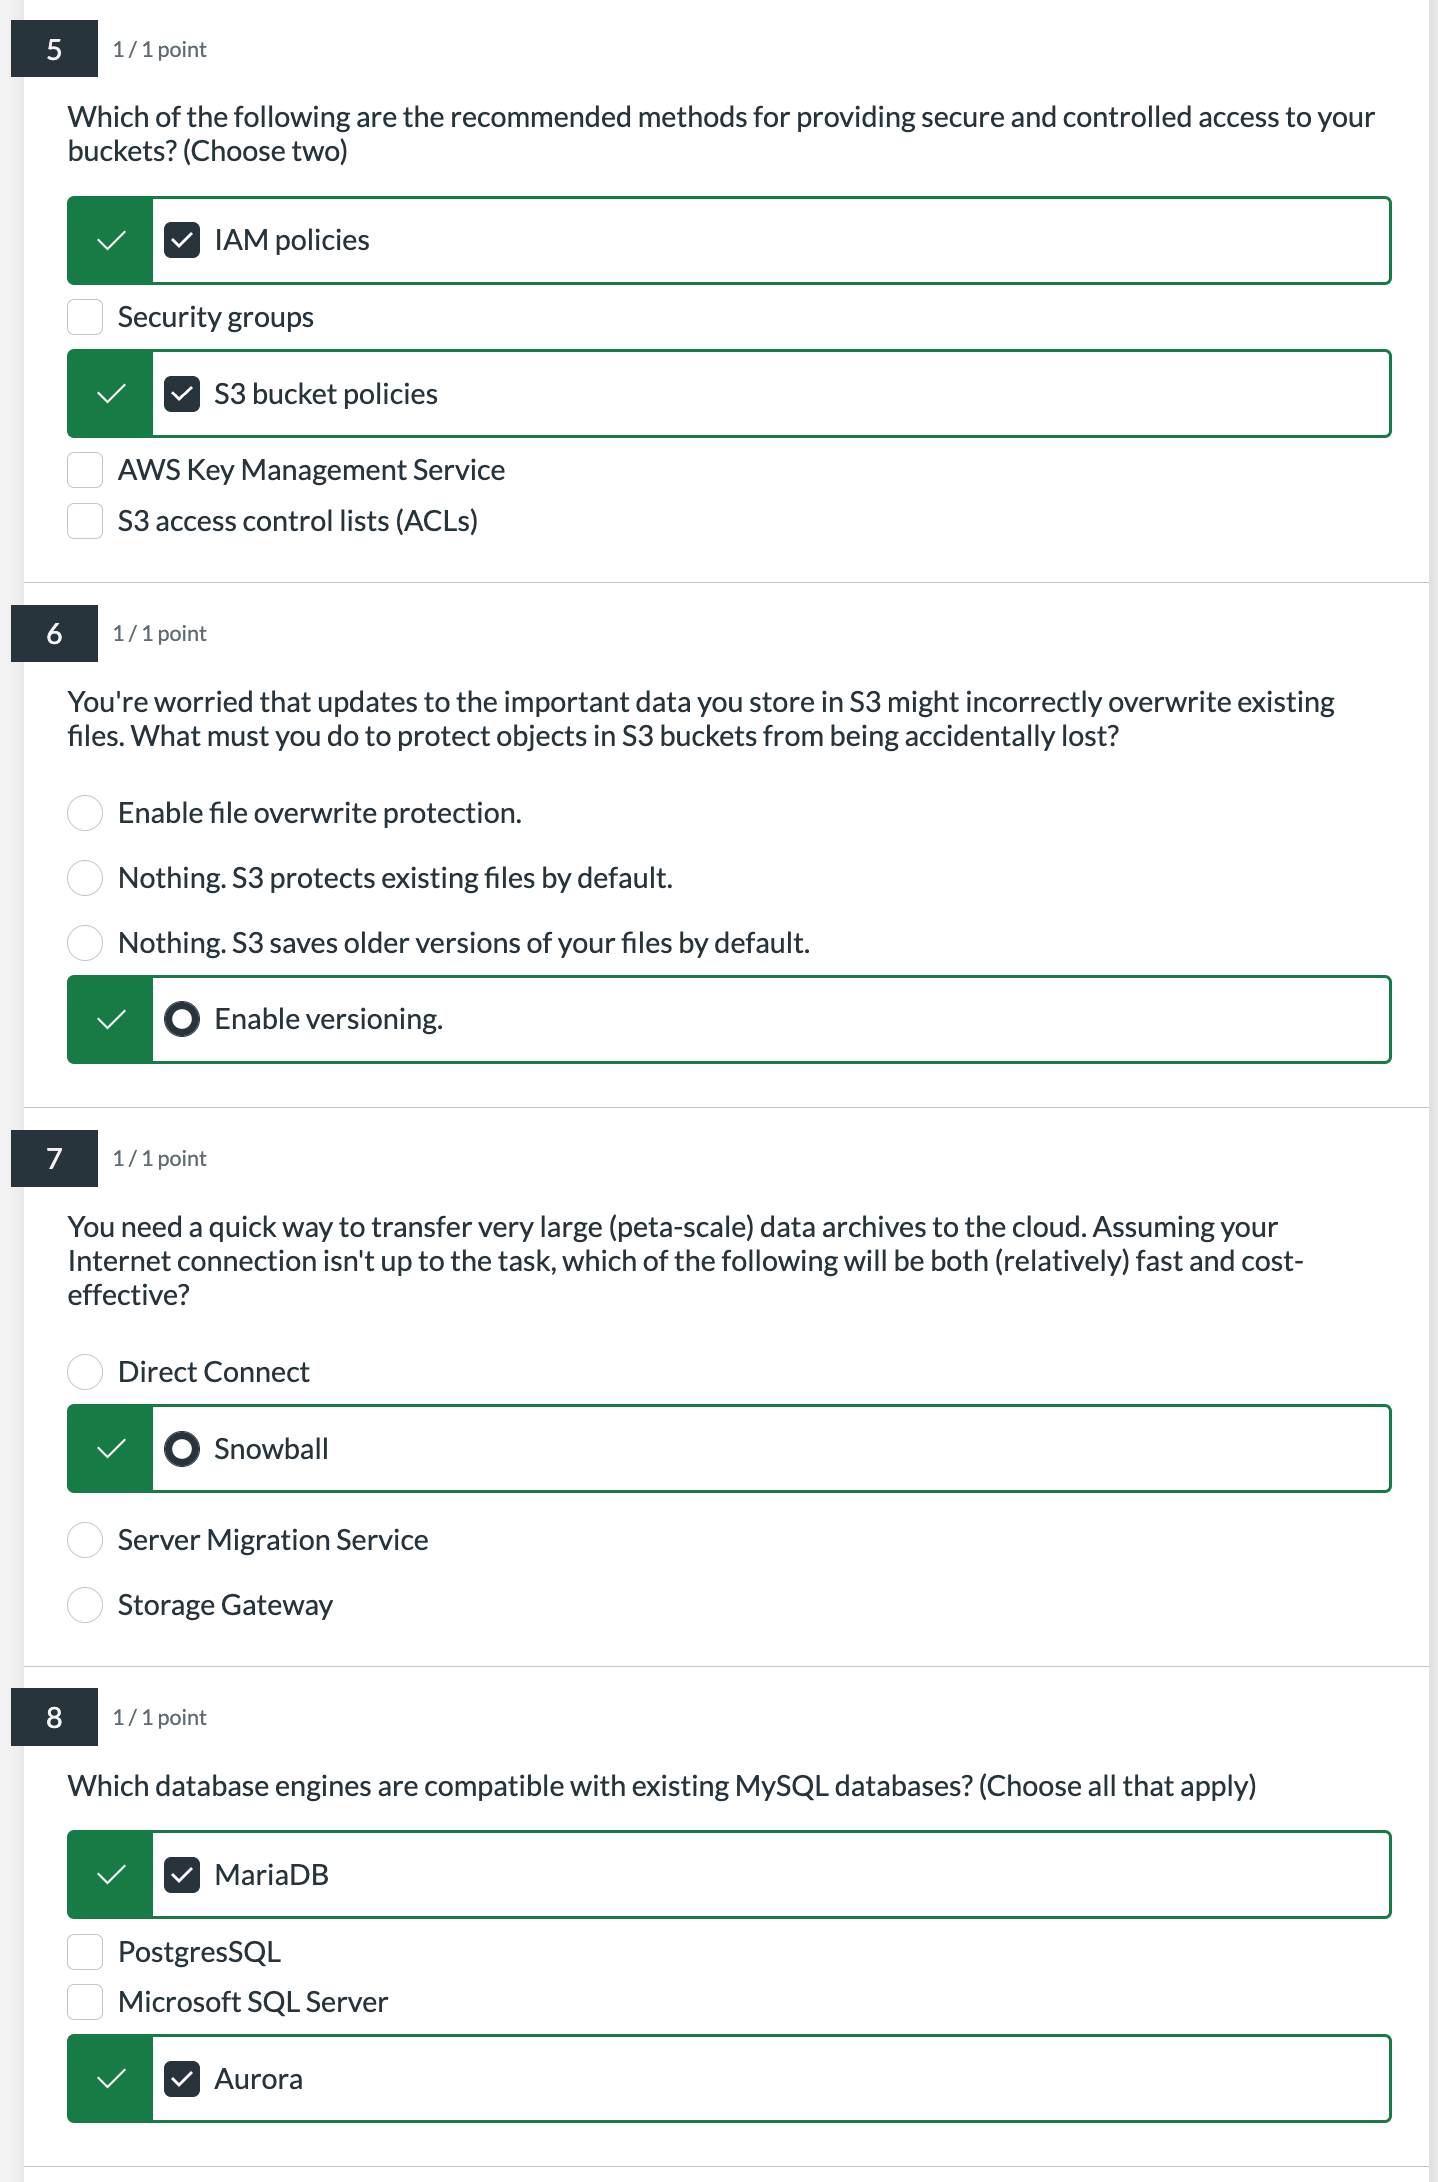 5
1 / 1 point
Which of the following are the recommended methods for providing secure and controlled access to your
buckets? (Choose two)
IAM policies
Security groups
S3 bucket policies
AWS Key Management Service
S3 access control lists (ACLs)
6
1 / 1 point
You're worried that updates to the important data you store in S3 might incorrectly overwrite existing
files. What must you do to protect objects in S3 buckets from being accidentally lost?
Enable file overwrite protection.
Nothing. S3 protects existing files by default.
Nothing. S3 saves older versions of your files by default.
Enable versioning.
7
1 / 1 point
You need a quick way to transfer very large (peta-scale) data archives to the cloud. Assuming your
Internet connection isn't up to the task, which of the following will be both (relatively) fast and cost-
effective?
Direct Connect
Snowball
Server Migration Service
Storage Gateway
8
1 / 1 point
Which database engines are compatible with existing MySQL databases? (Choose all that apply)
MariaDB
PostgresSQL
Microsoft SQL Server
Aurora